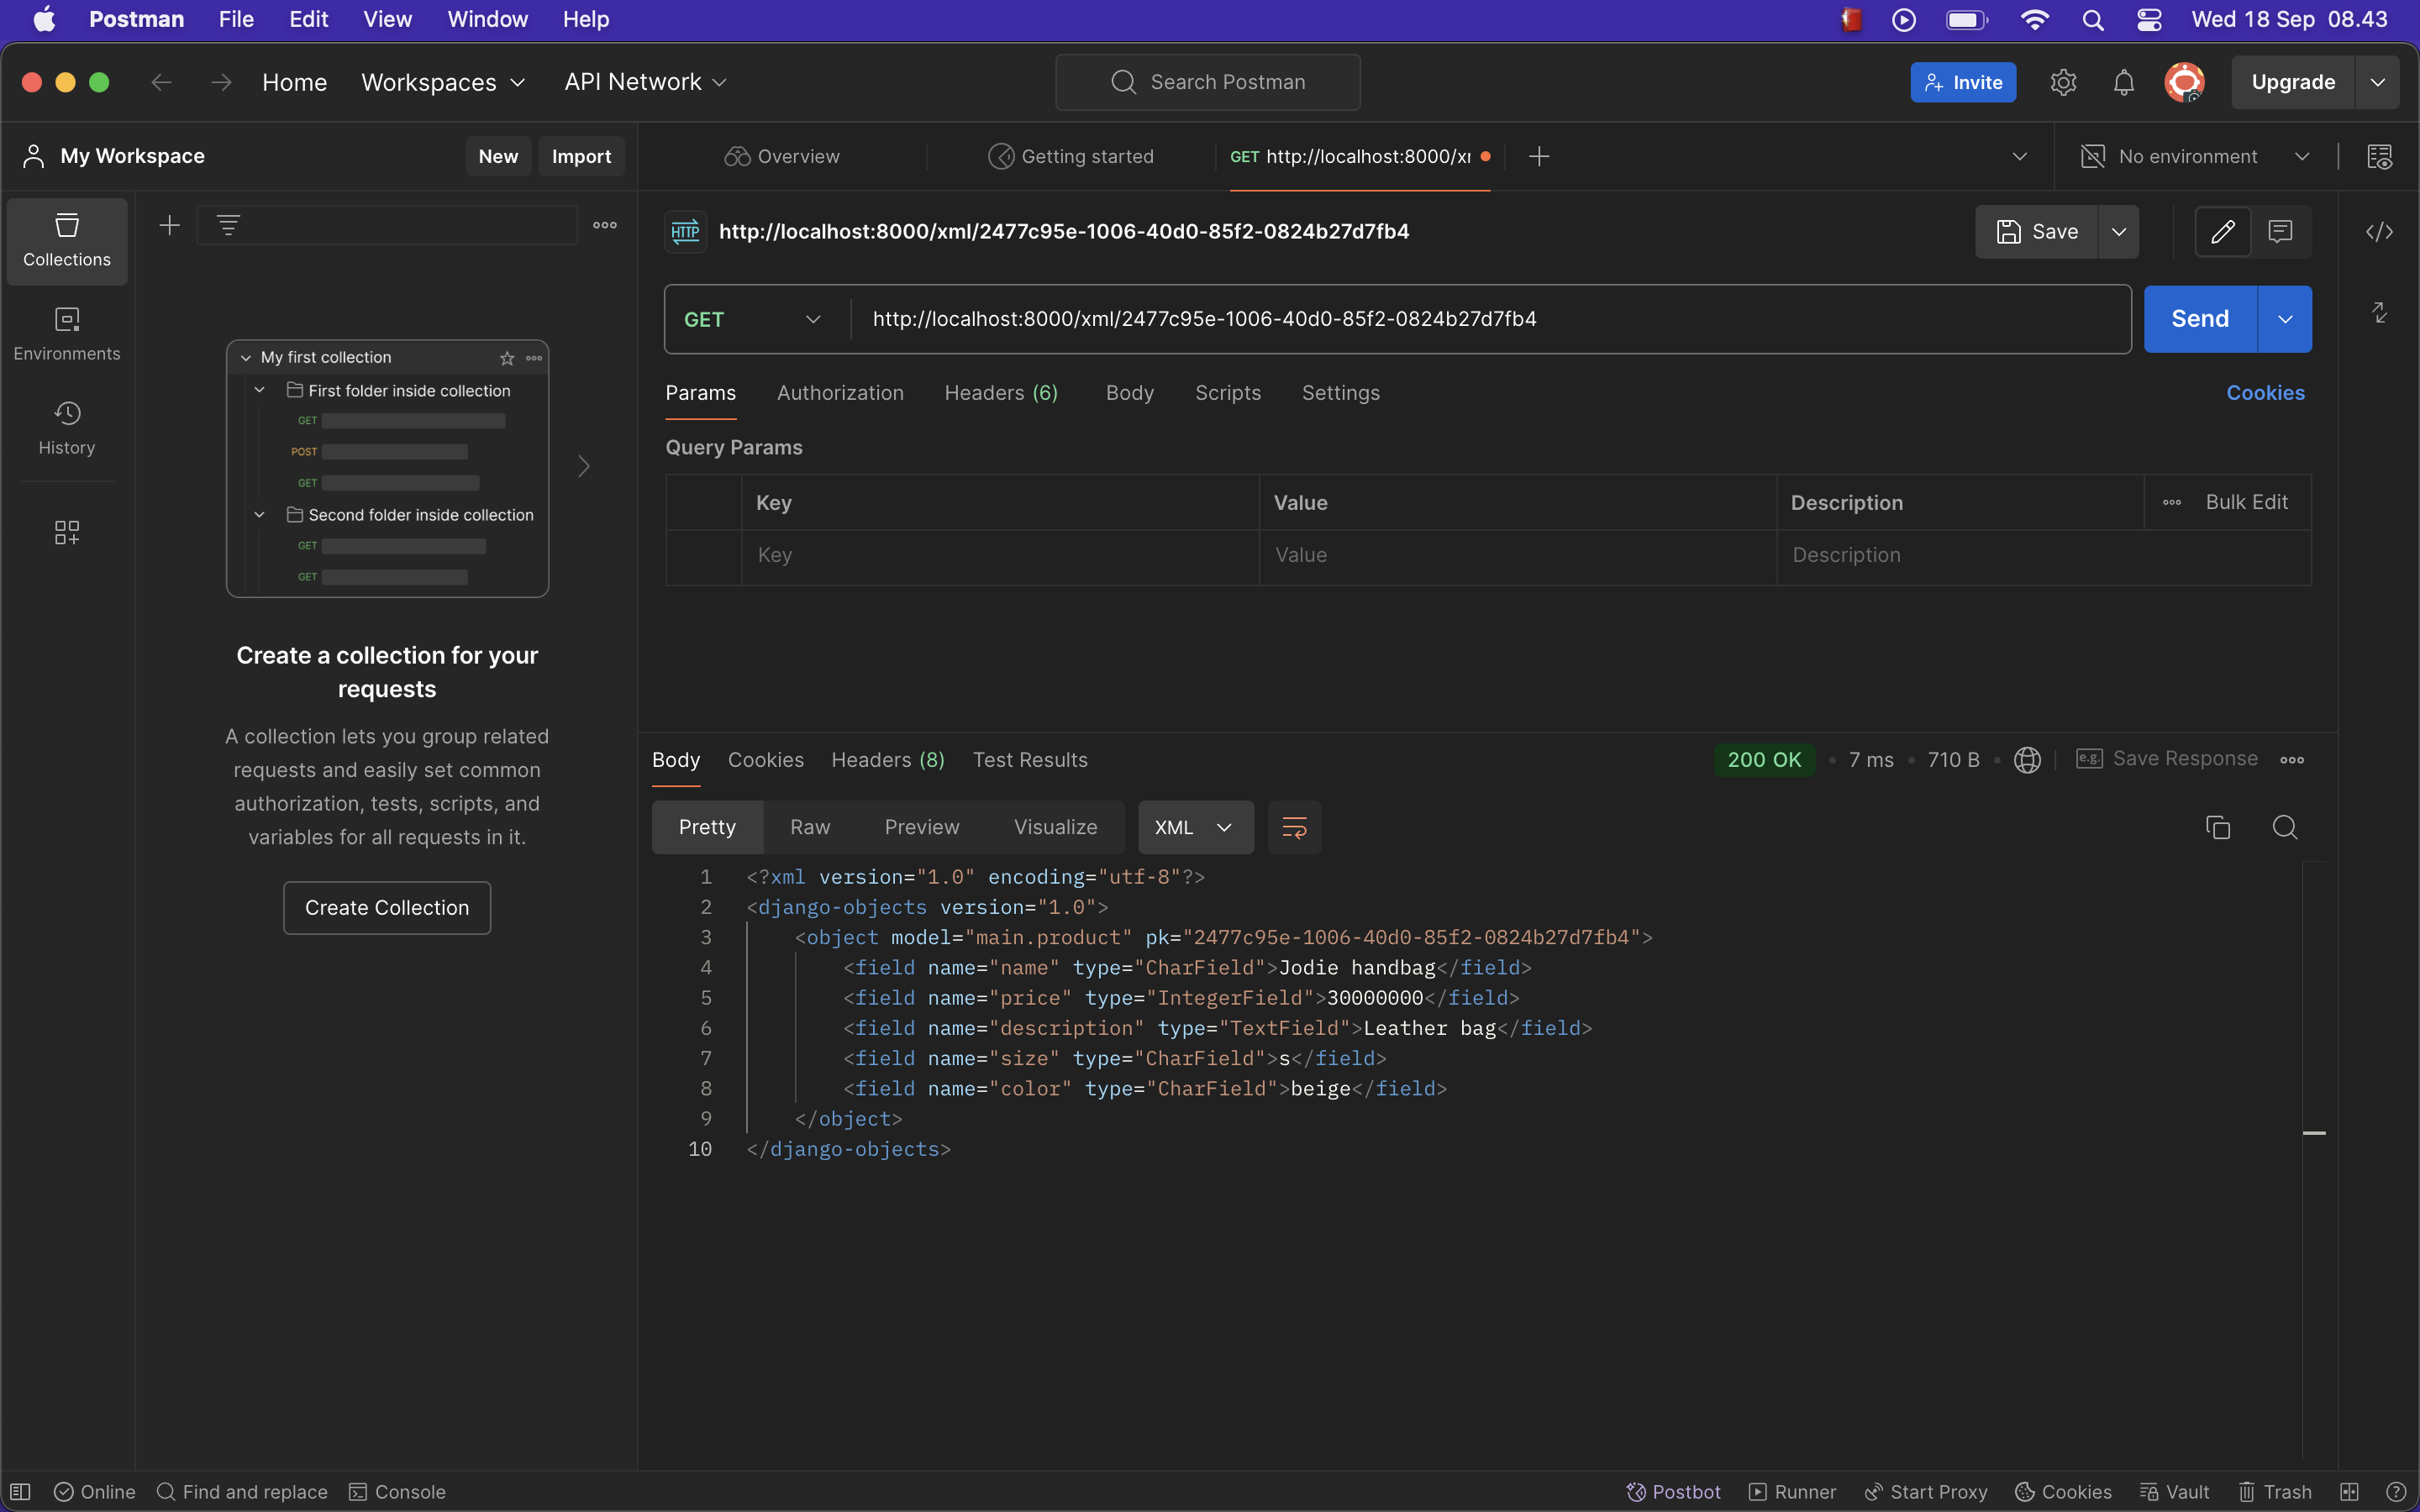 Postman File Edit View Window Help Wed 18 Sep 08.43
Home Workspaces API Network Search Postman Invite Upgrade
My Workspace New Import Overview Getting started GET http://localhost:8000/x No environment
Collections
Environments
History
My first collection
First folder inside collection
GET
POST
GET
Second folder inside collection
GET
GET
Create a collection for your
requests
A collection lets you group related
requests and easily set common
authorization, tests, scripts, and
variables for all requests in it.
Create Collection
HTTP http://localhost:8000/xml/2477c95e-1006-40d0-85f2-0824b27d7fb4 Save
GET http://localhost:8000/xml/2477c95e-1006-40d0-85f2-0824b27d7fb4 Send
Params Authorization Headers (6) Body Scripts Settings Cookies
Query Params
Key Value Description Bulk Edit
Key Value Description
Body Cookies Headers (8) Test Results 200 OK • 7 ms • 710 B • e.g. Save Response
Pretty Raw Preview Visualize XML
1 <?xml version="1.0" encoding="utf-8"?>
2 <django-objects version="1.0">
3 <object model="main.product" pk="2477c95e-1006-40d0-85f2-0824b27d7fb4">
4 <field name="name" type="CharField">Jodie handbag</field>
5 <field name="price" type="IntegerField">30000000</field>
6 <field name="description" type="TextField">Leather bag</field>
7 <field name="size" type="CharField">s</field>
8 <field name="color" type="CharField">beige</field>
9 </object>
10 </django-objects>
Online Find and replace Console Postbot Runner Start Proxy Cookies Vault Trash